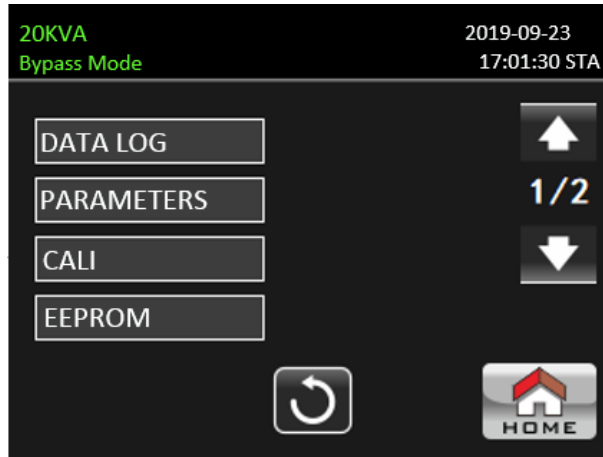 20KVA
2019-09-23
Bypass Mode
17:01:30 STA
DATA LOG
PARAMETERS
1/2
CALI
EEPROM
HOME